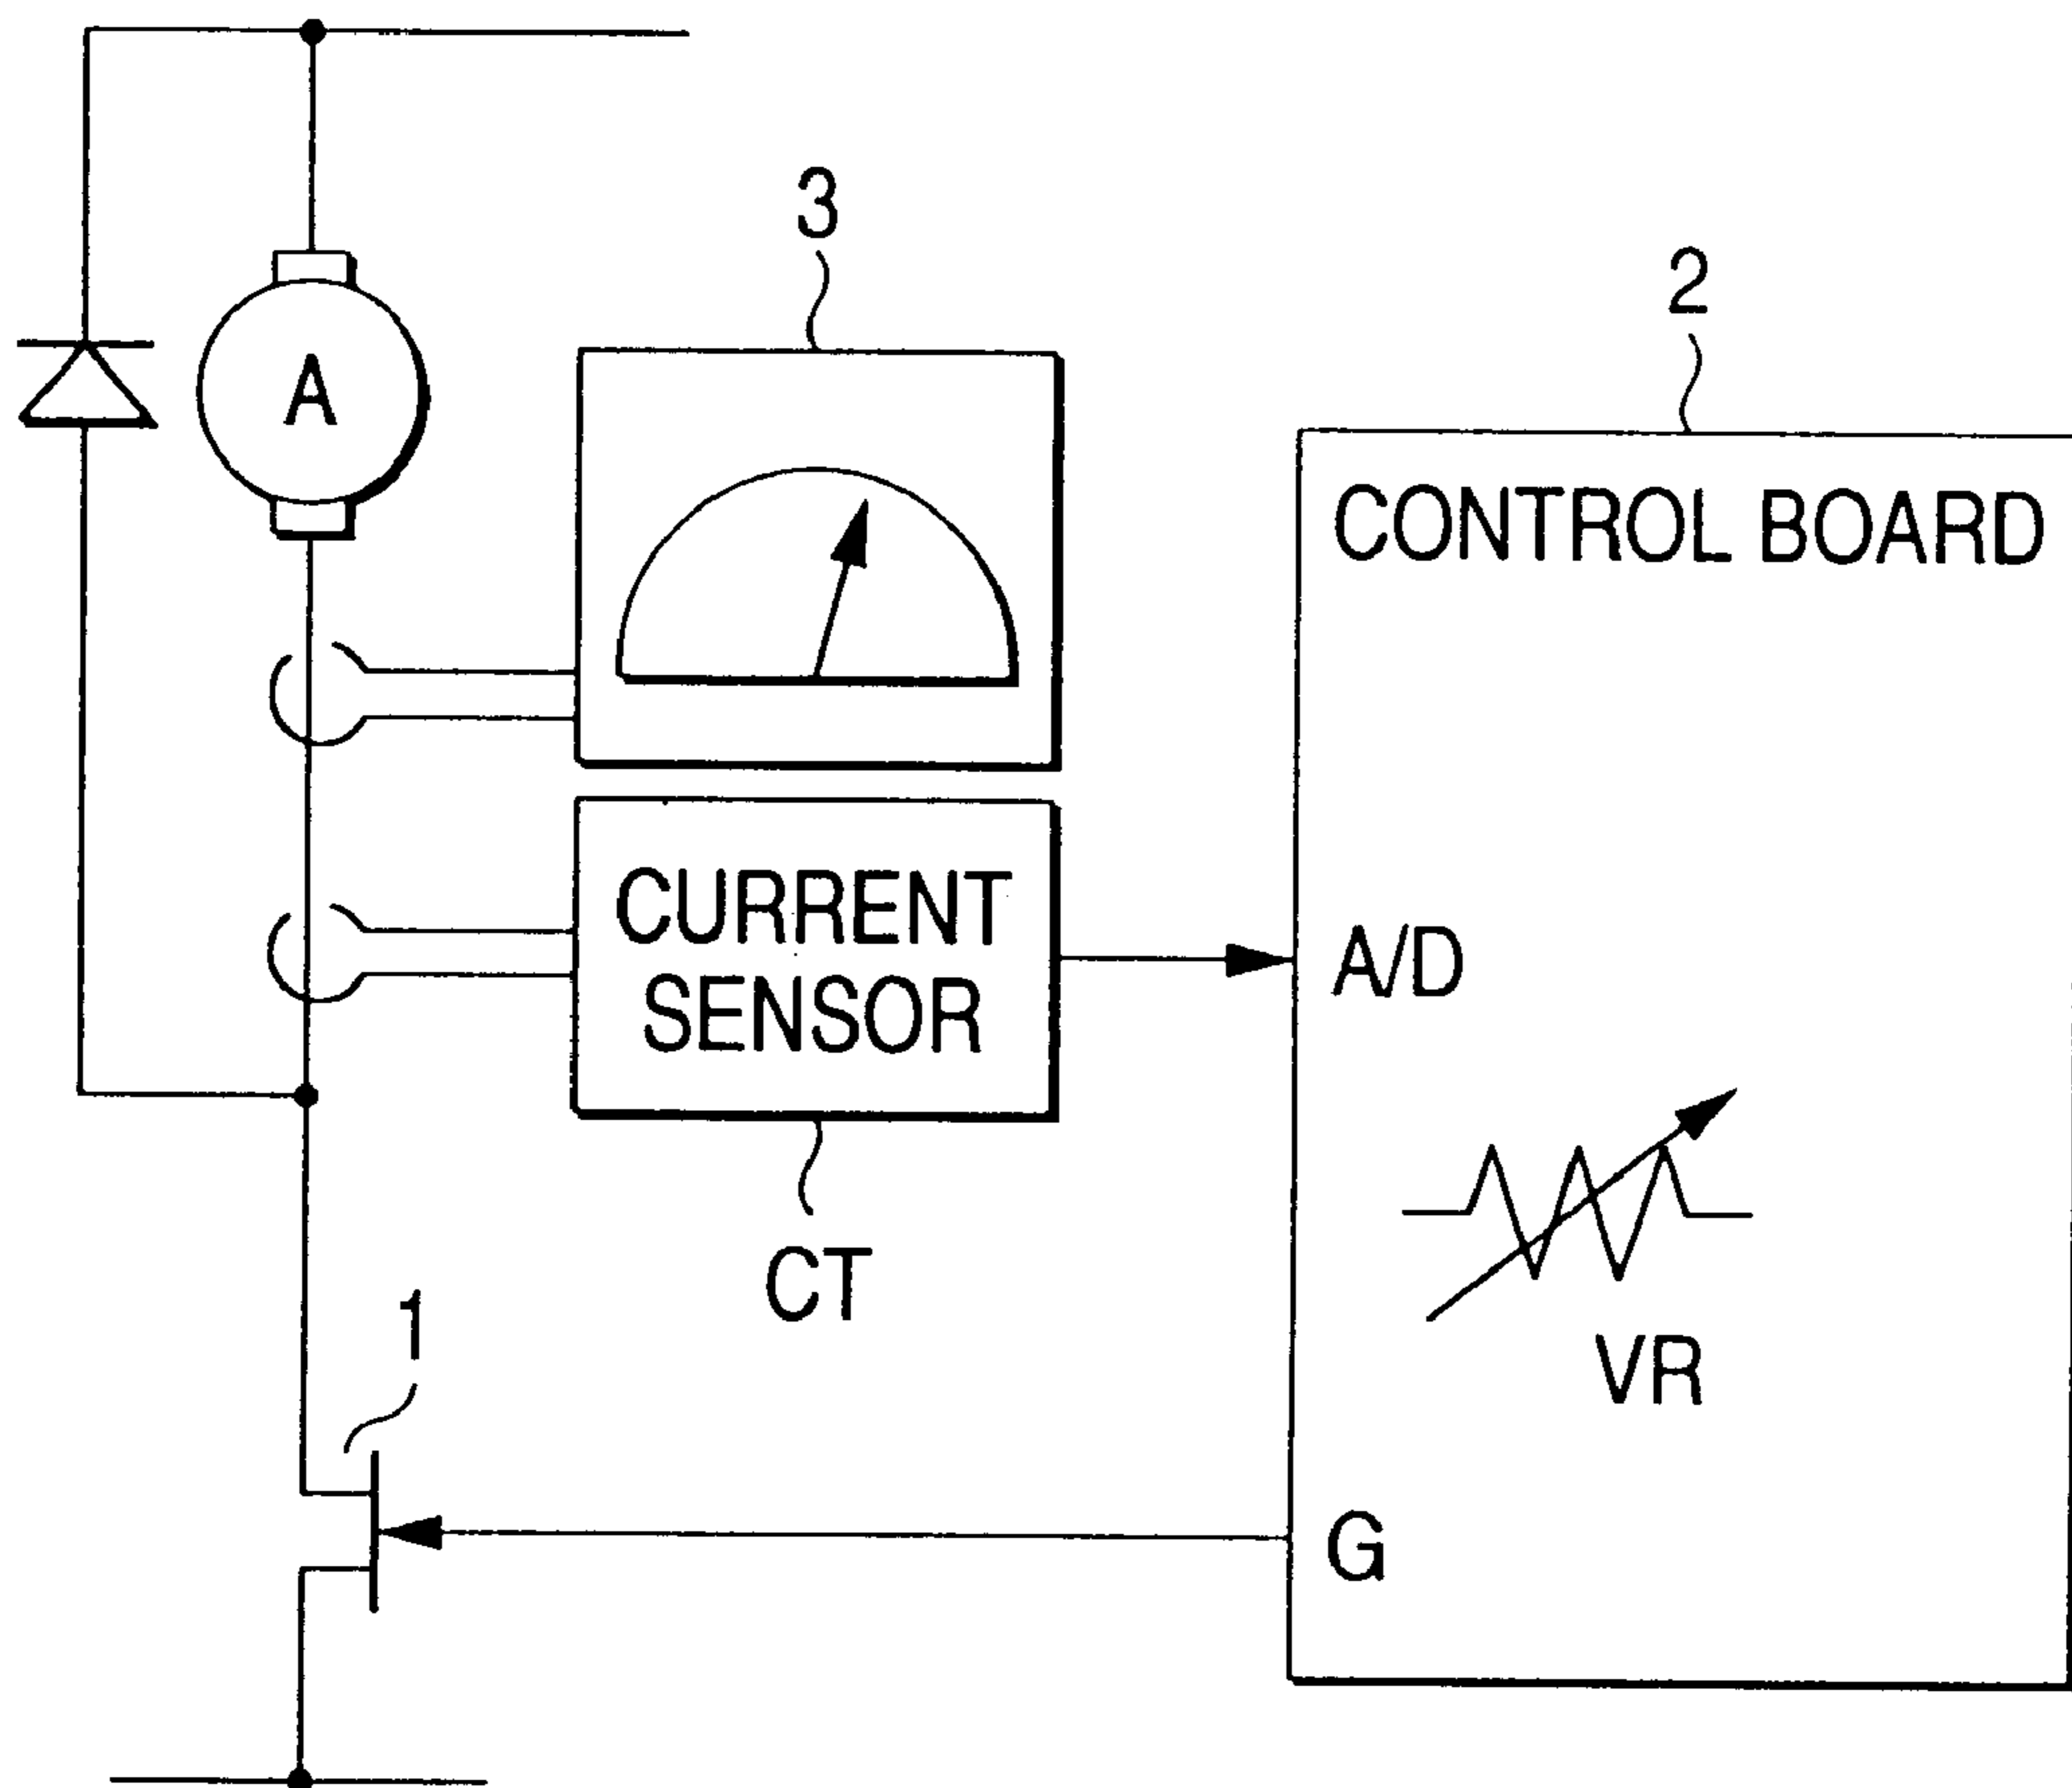 3
2
A
CONTROL BOARD
CURRENT
SENSOR
A/D
CT
VR
1
G